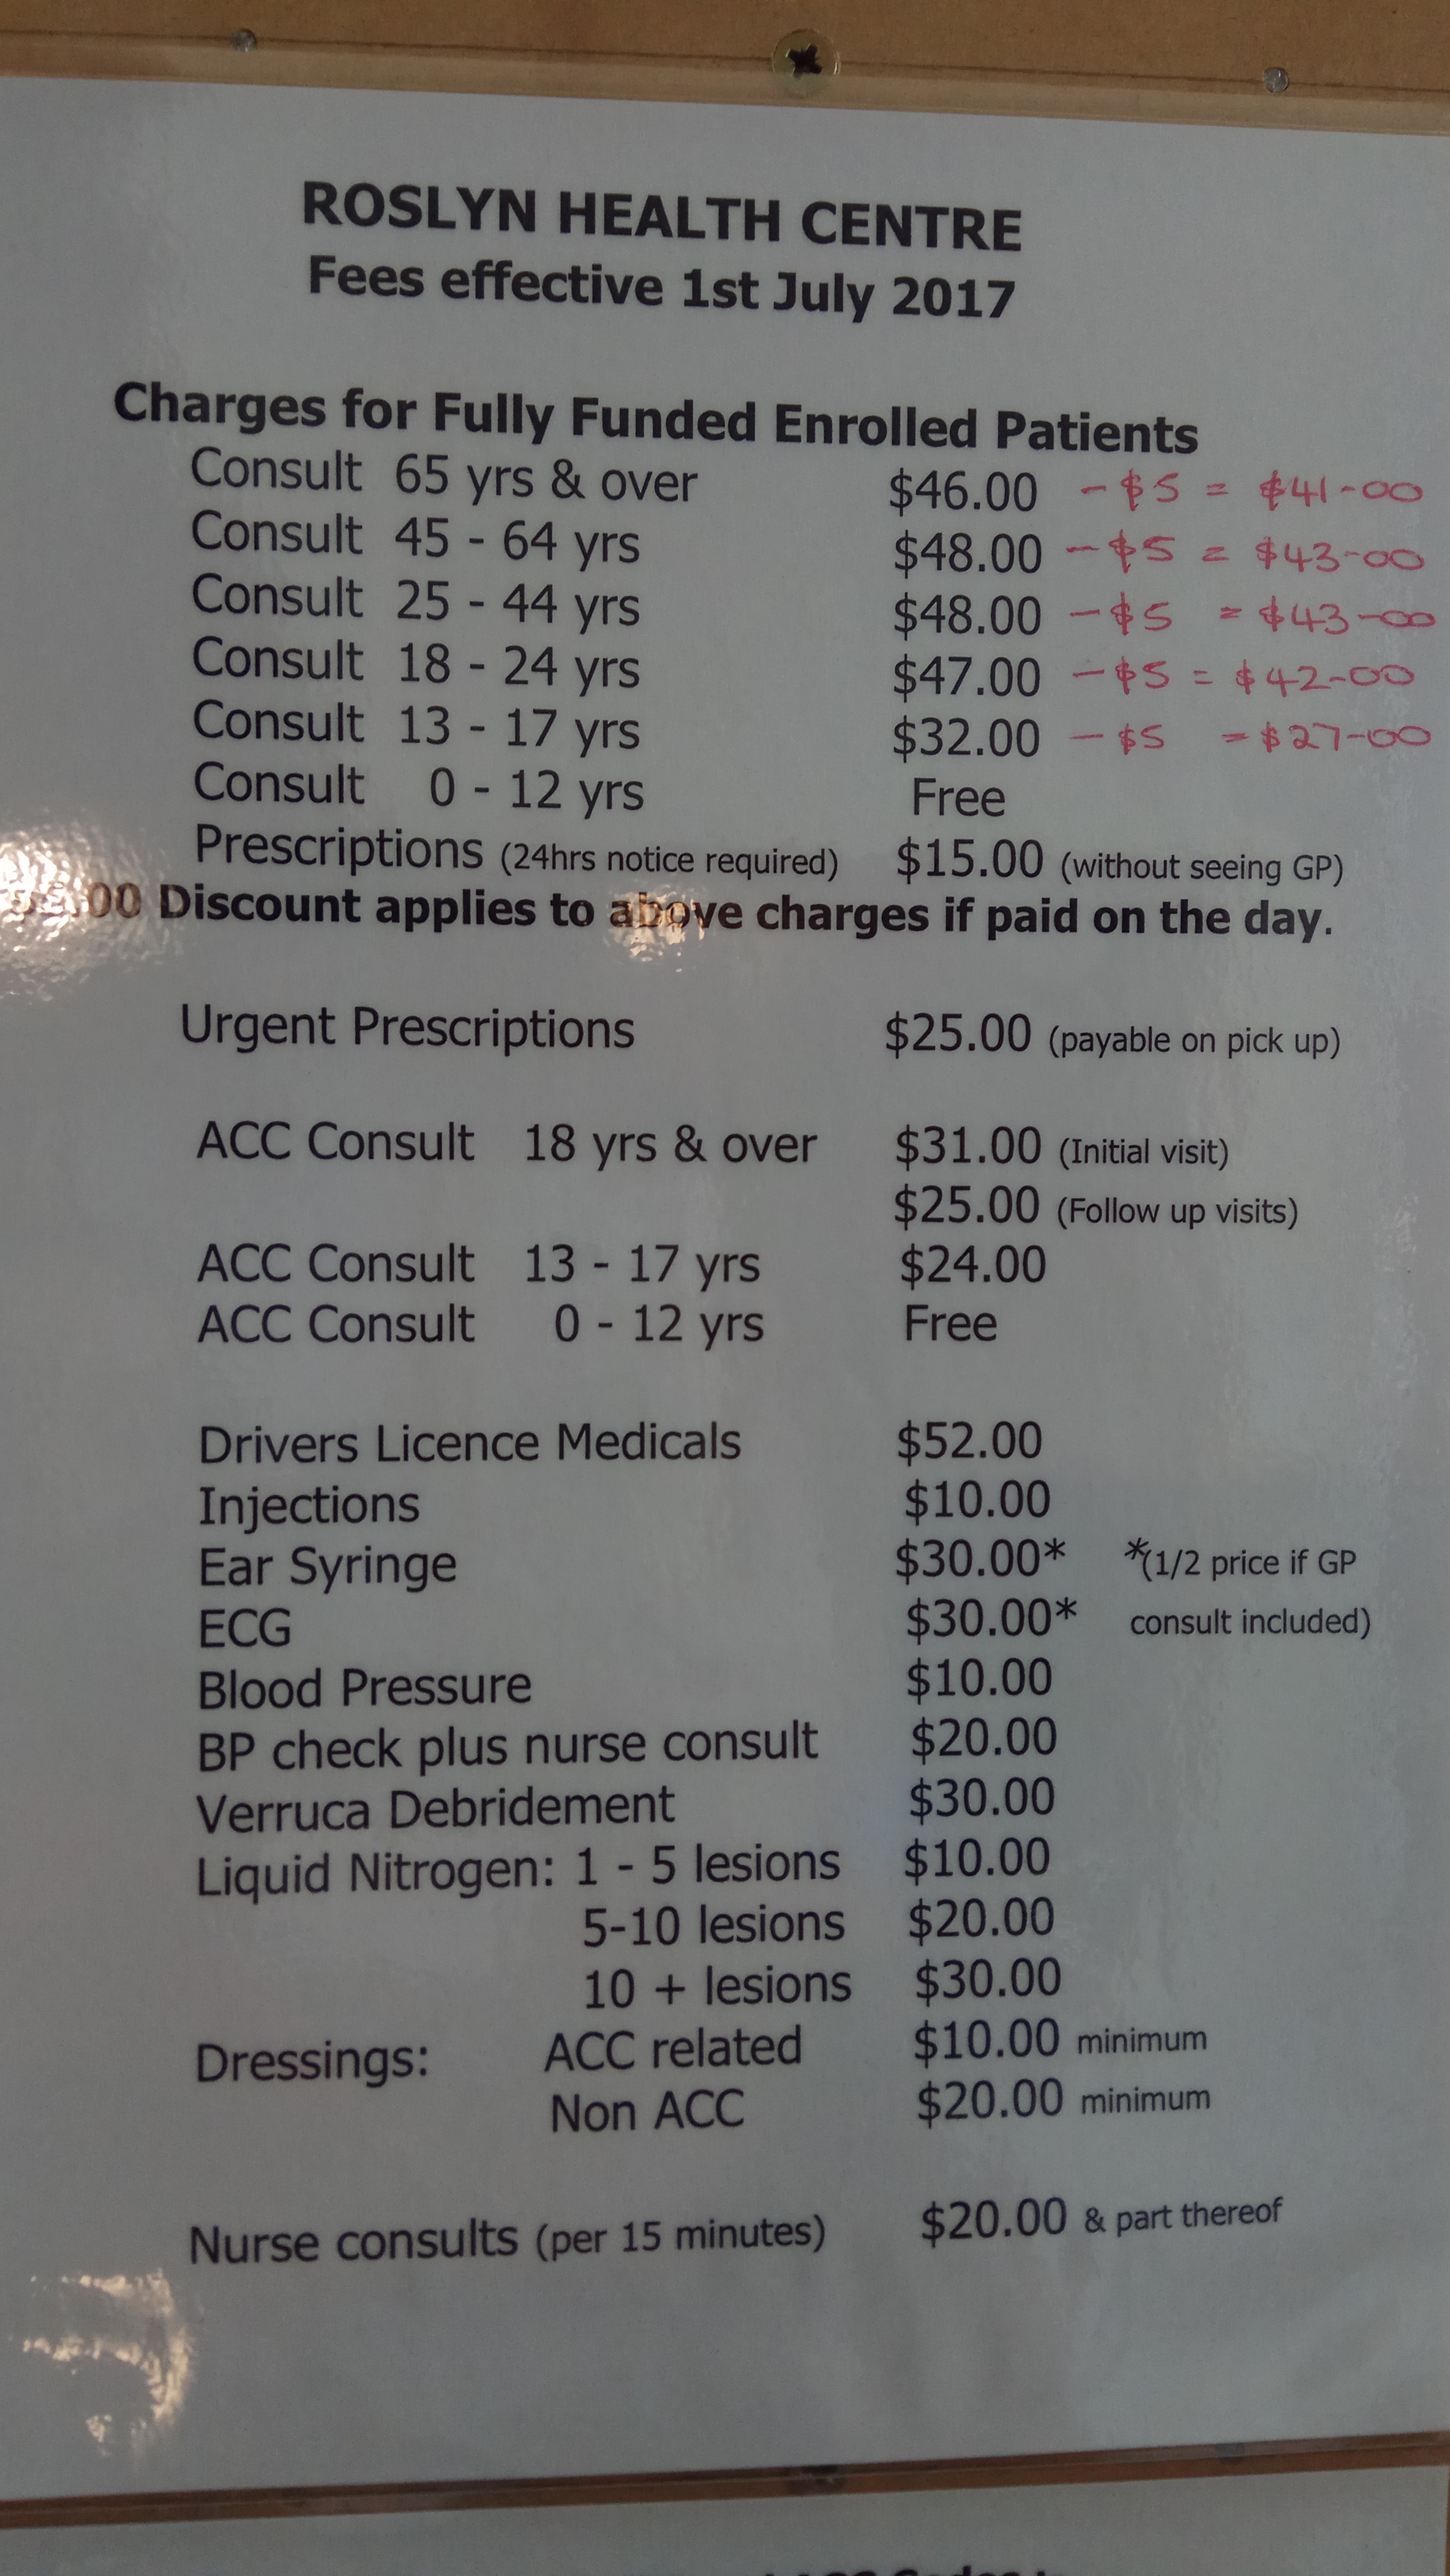 ROSLYN HEALTH CENTRE
Fees effective 1st July 2017
Charges for Fully Funded Enrolled Patients
Consult 65 yrs & over $46.00 - $5 = $41-00
Consult 45 - 64 yrs $48.00 - $5 = $43-00
Consult 25 - 44 yrs $48.00 - $5 = $43-00
Consult 18 - 24 yrs $47.00 - $5 = $42-00
Consult 13 - 17 yrs $32.00 - $5 = $27-00
Consult 0 - 12 yrs Free
Prescriptions (24hrs notice required) $15.00 (without seeing GP)
Discount applies to above charges if paid on the day.
Urgent Prescriptions $25.00 (payable on pick up)
ACC Consult 18 yrs & over $31.00 (Initial visit)
$25.00 (Follow up visits)
ACC Consult 13 - 17 yrs $24.00
ACC Consult 0 - 12 yrs Free
Drivers Licence Medicals $52.00
Injections $10.00
Ear Syringe $30.00* *(1/2 price if GP
ECG $30.00* consult included)
Blood Pressure $10.00
BP check plus nurse consult $20.00
Verruca Debridement $30.00
Liquid Nitrogen: 1 - 5 lesions $10.00
5-10 lesions $20.00
10 + lesions $30.00
Dressings: ACC related $10.00 minimum
Non ACC $20.00 minimum
Nurse consults (per 15 minutes) $20.00 & part thereof